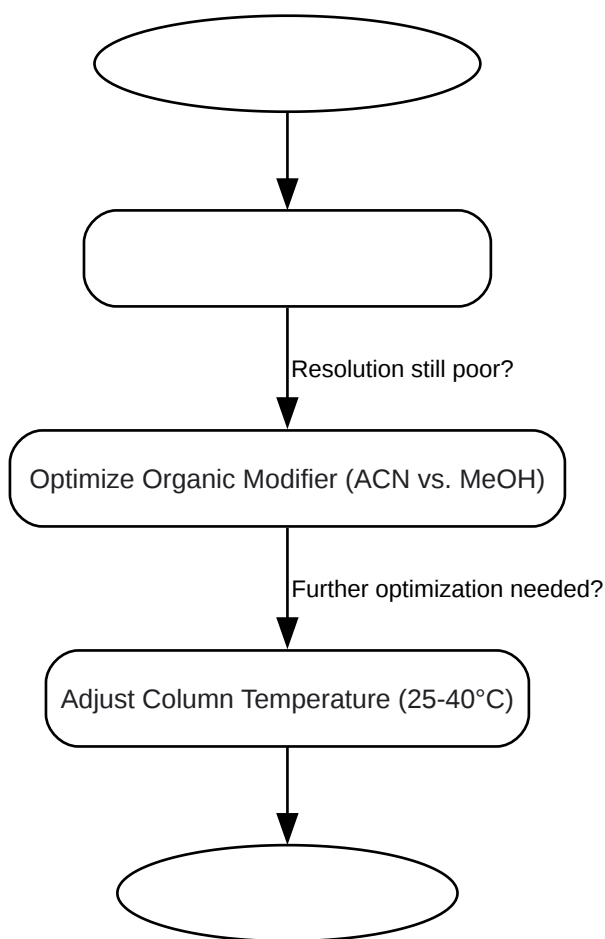 Resolution still poor?
Optimize Organic Modifier (ACN vs. MeOH)
Further optimization needed?
Adjust Column Temperature (25-40°C)